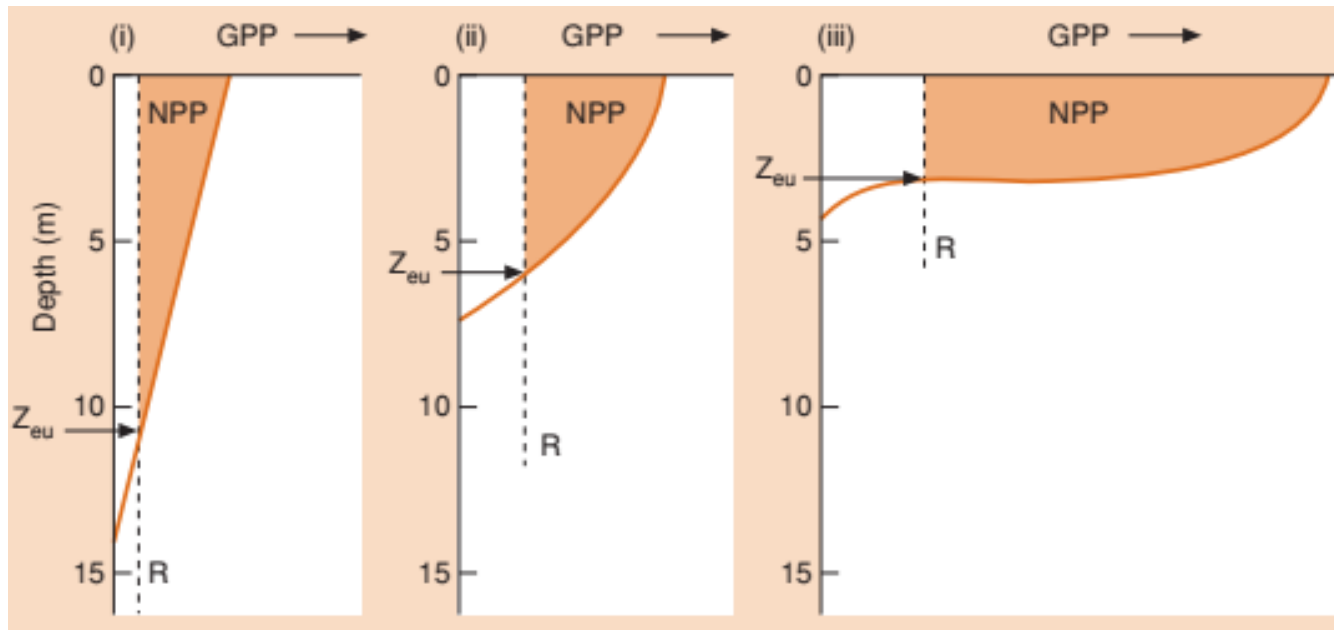 (i) GPP
0
NPP
5
Depth (m)
10
Zeu
15
R
(ii) GPP
0
NPP
5
Zeu
10
R
15
(iii) GPP
0
NPP
Zeu
5
R
10
15